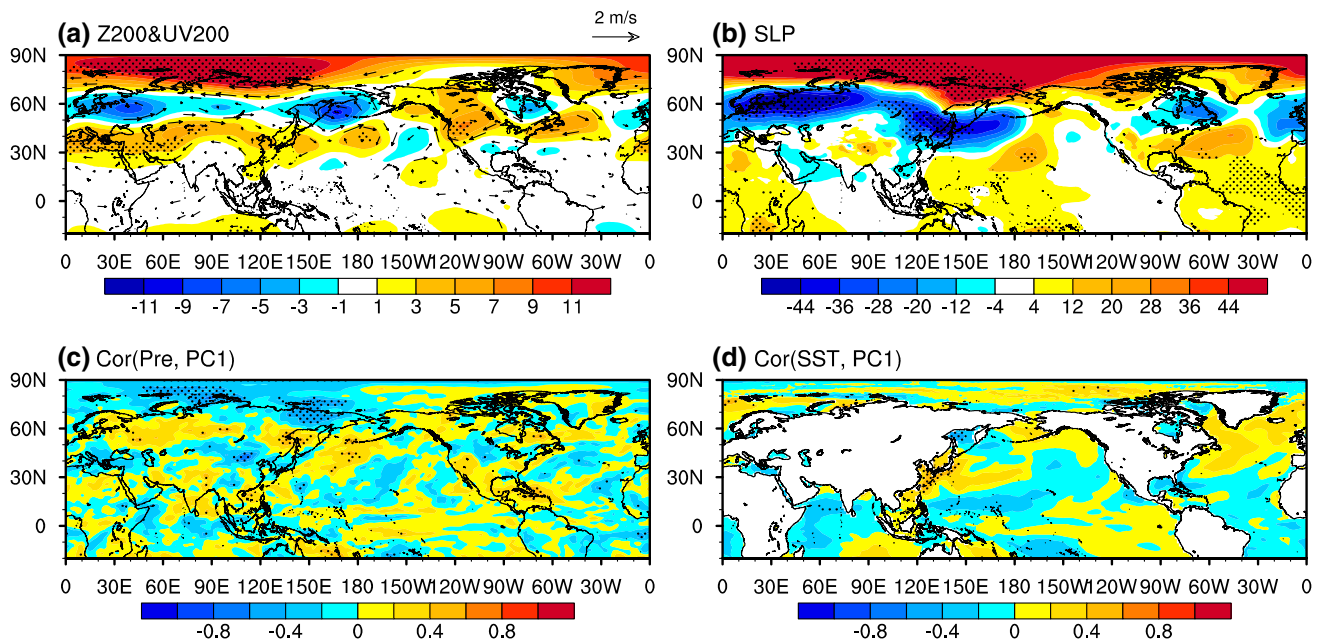 (a) Z200&UV200
2 m/s
90N
60N
30N
0
0 30E 60E 90E 120E 150E 180 150W 120W 90W 60W 30W 0
-11 -9 -7 -5 -3 -1 1 3 5 7 9 11
(b) SLP
90N
60N
30N
0
0 30E 60E 90E 120E 150E 180 150W 120W 90W 60W 30W 0
-44 -36 -28 -20 -12 -4 4 12 20 28 36 44
(c) Cor(Pre, PC1)
90N
60N
30N
0
0 30E 60E 90E 120E 150E 180 150W 120W 90W 60W 30W 0
-0.8 -0.4 0 0.4 0.8
(d) Cor(SST, PC1)
90N
60N
30N
0
0 30E 60E 90E 120E 150E 180 150W 120W 90W 60W 30W 0
-0.8 -0.4 0 0.4 0.8